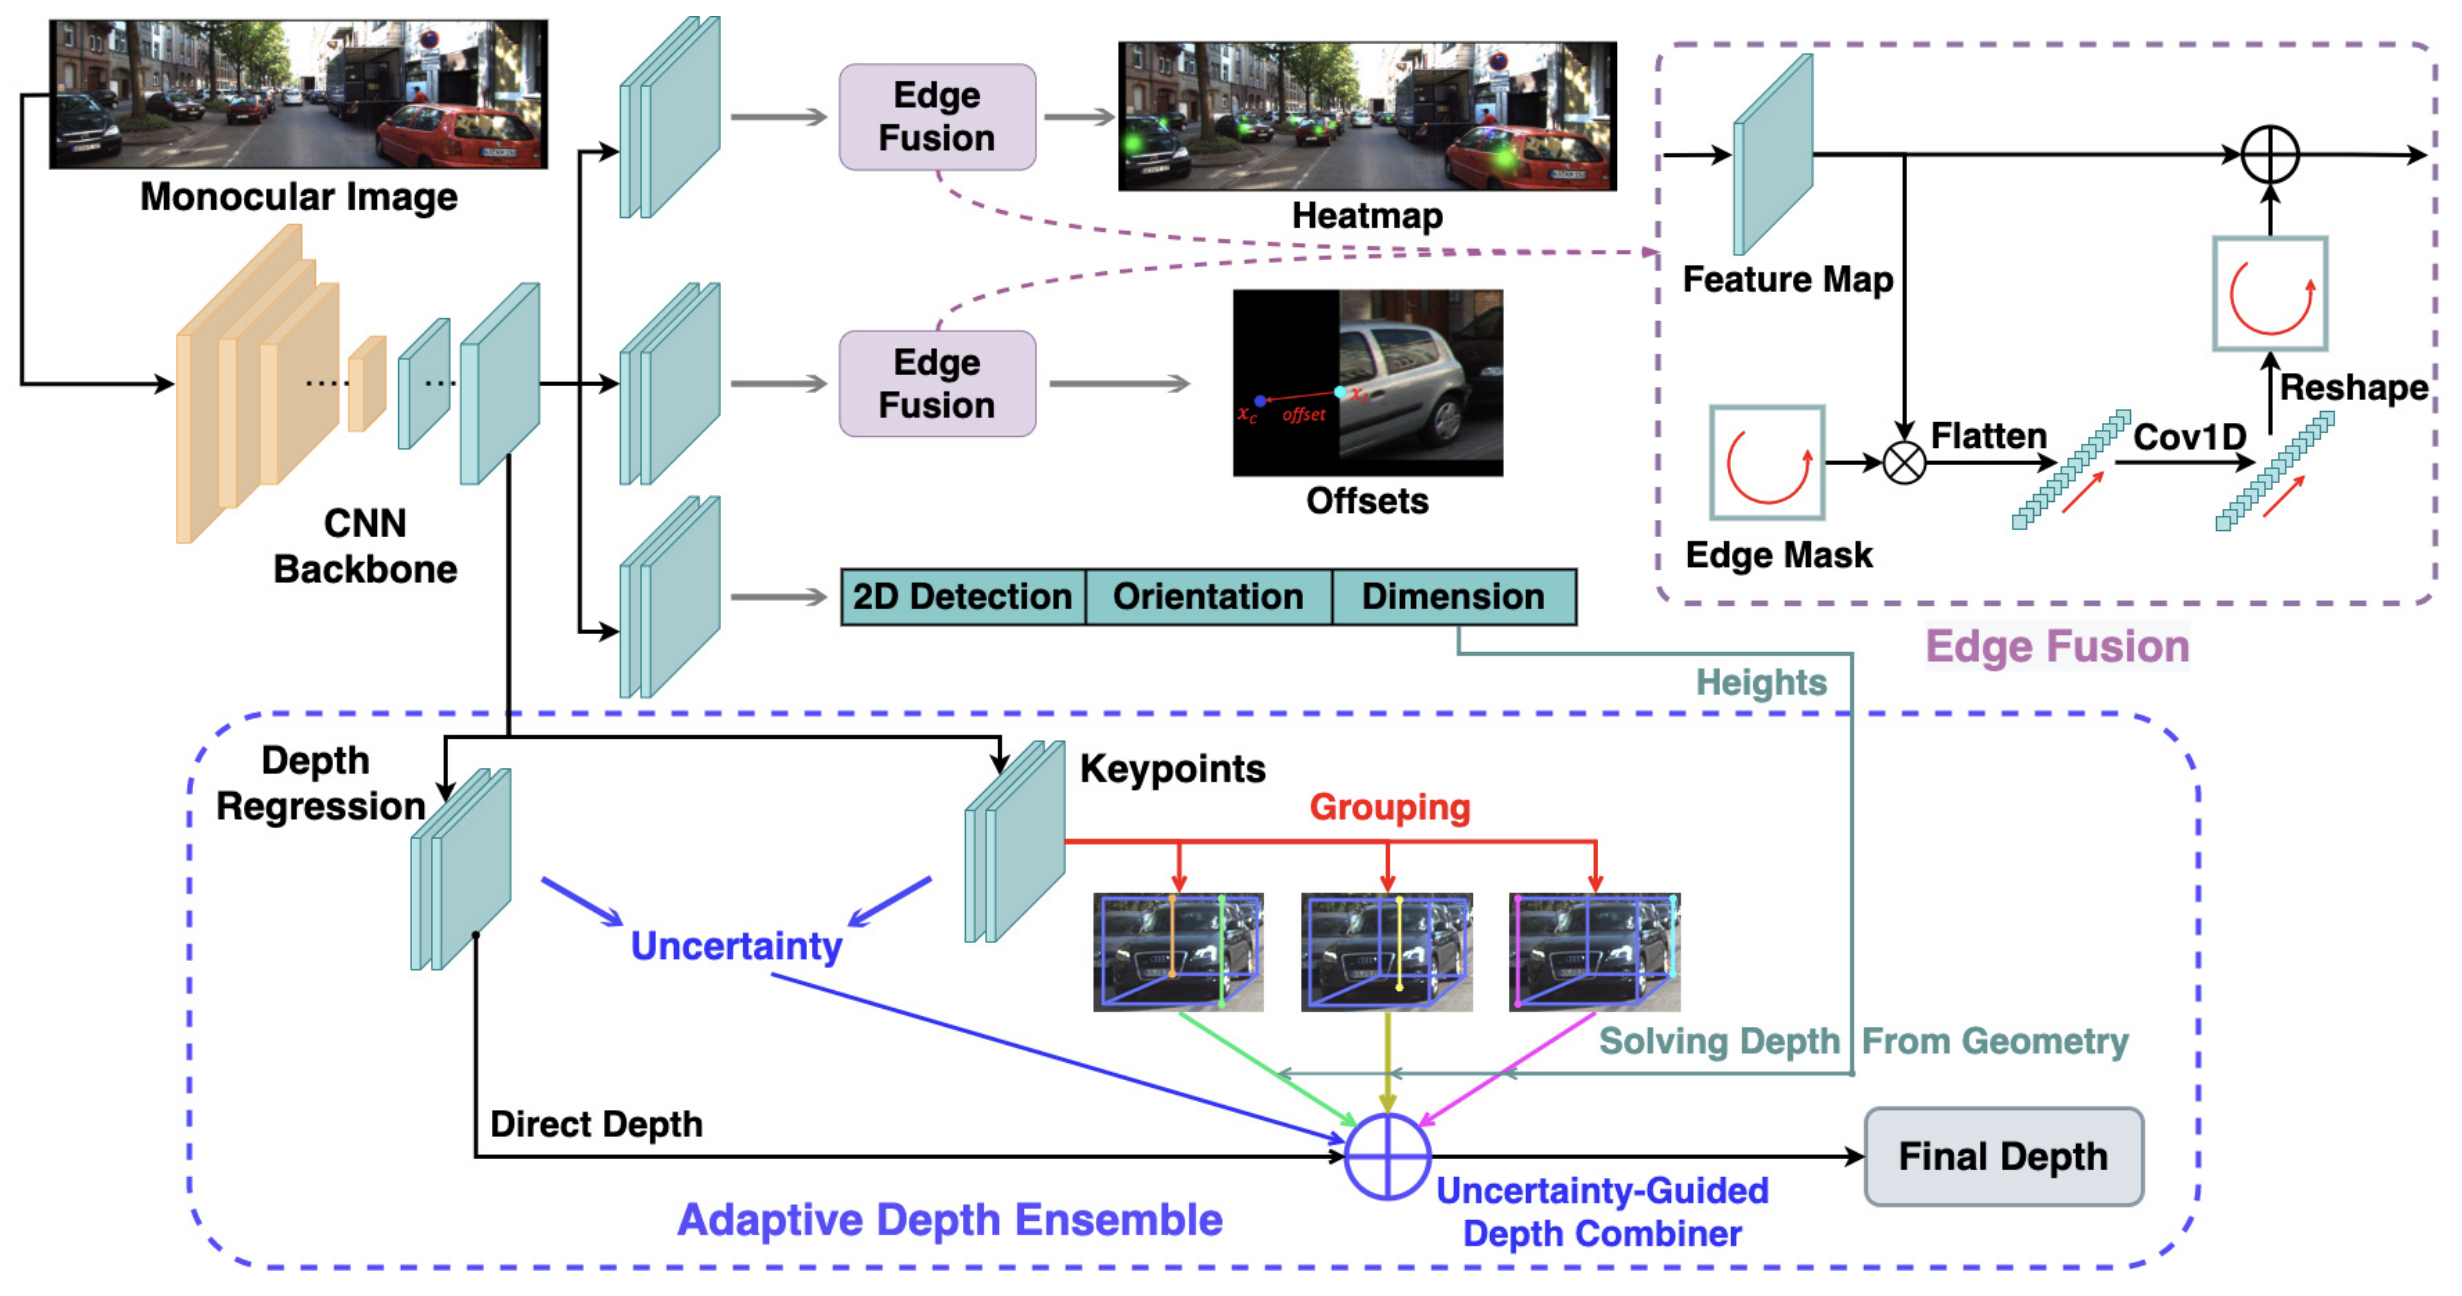 Monocular Image
CNN
Backbone
Edge
Fusion
Heatmap
Edge
Fusion
x_c
offset
Offsets
2D Detection
Orientation
Dimension
Heights
Feature Map
Edge Mask
Flatten
Cov1D
Reshape
Edge Fusion
Depth
Regression
Keypoints
Grouping
Uncertainty
Solving Depth From Geometry
Direct Depth
Uncertainty-Guided
Depth Combiner
Final Depth
Adaptive Depth Ensemble